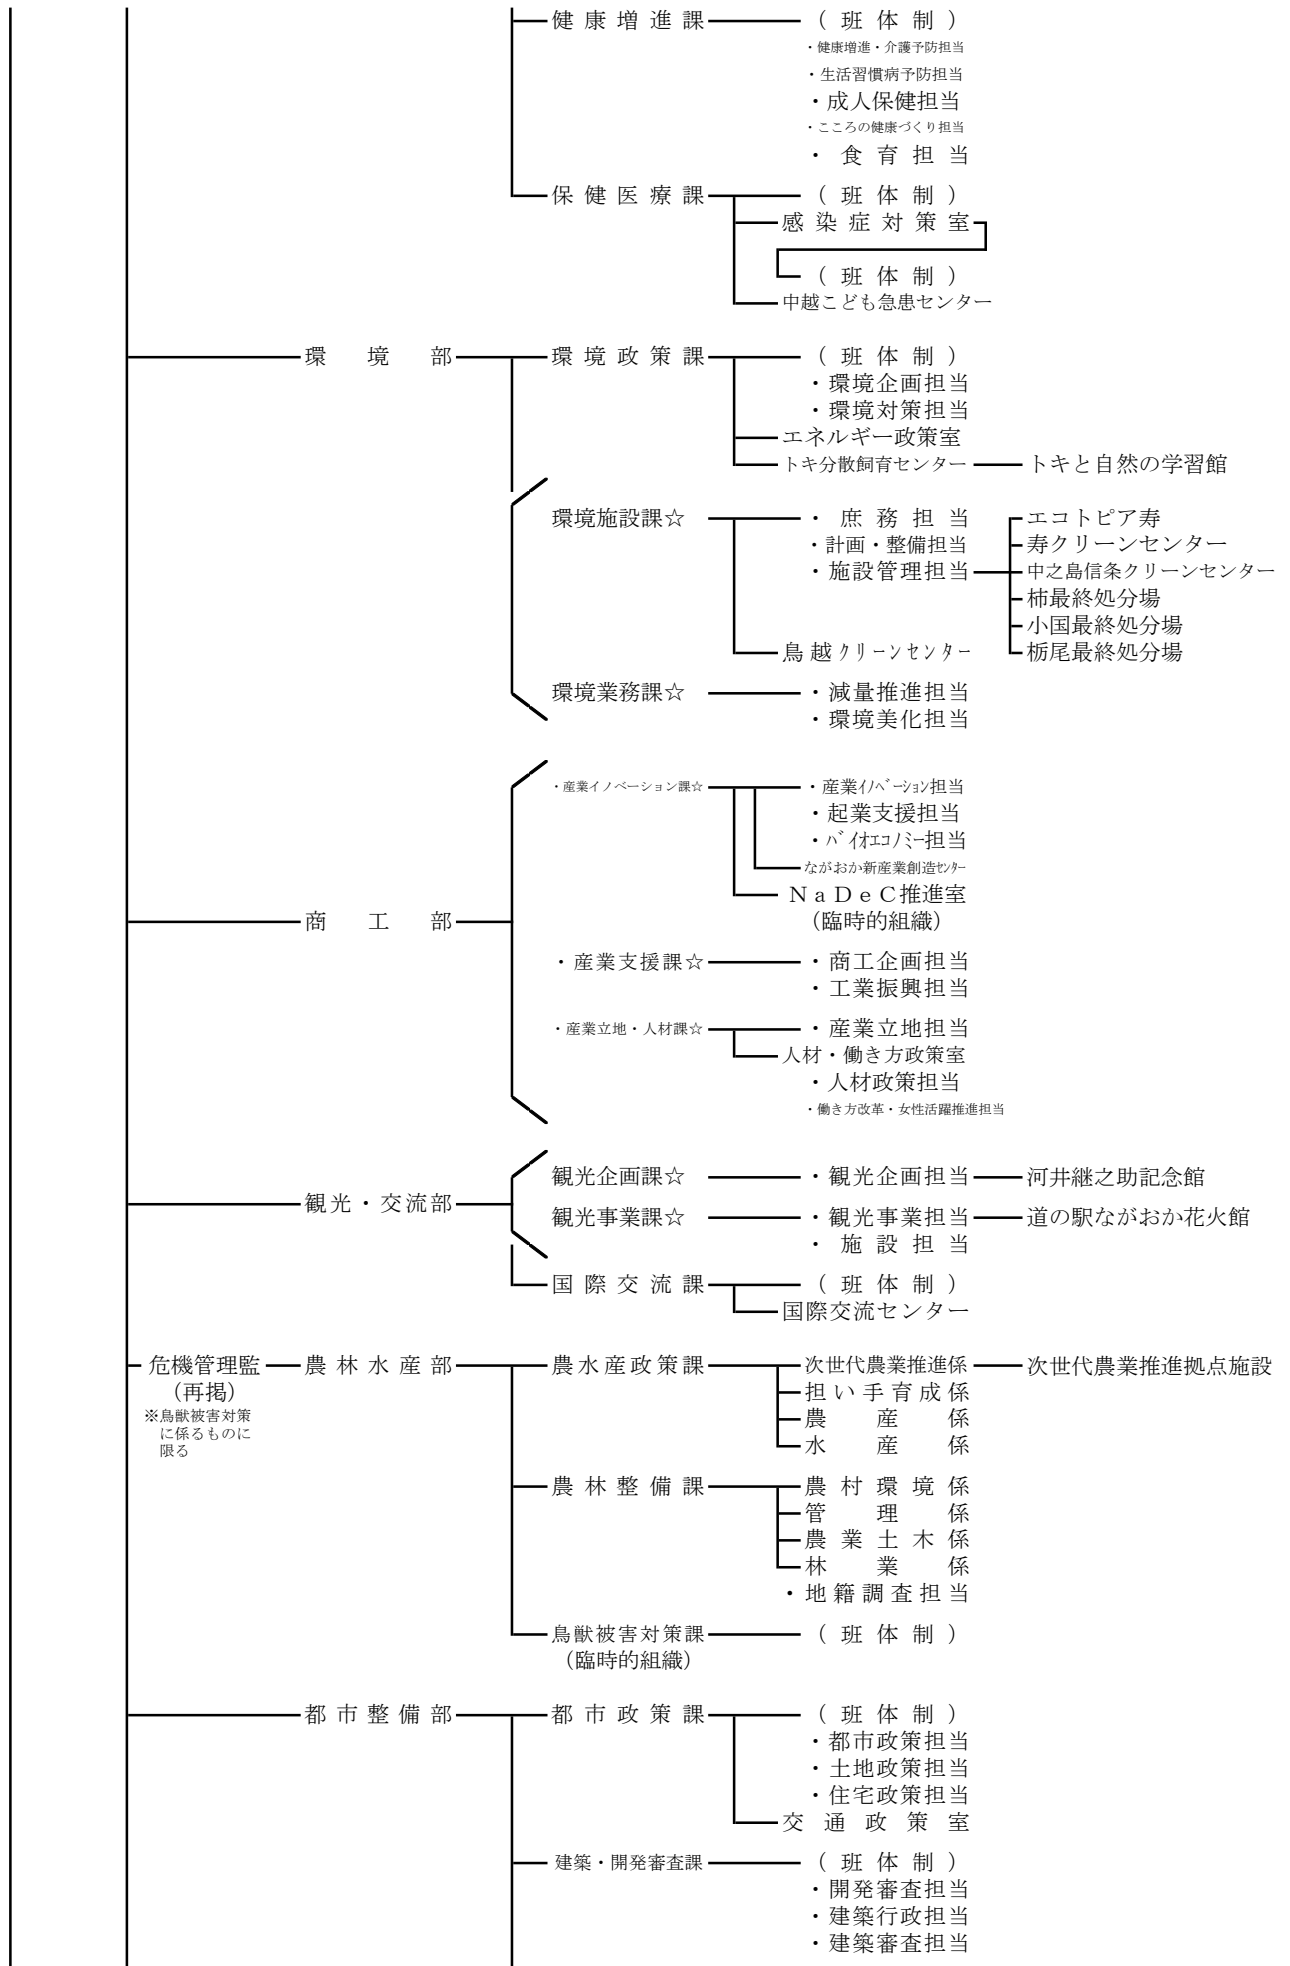 健康増進課 （班体制）
・健康増進・介護予防担当
・生活習慣病予防担当
・成人保健担当
・こころの健康づくり担当
・食育担当
保健医療課 （班体制）
感染症対策室
（班体制）
中越こども急患センター
環境部 環境政策課 （班体制）
・環境企画担当
・環境対策担当
エネルギー政策室
トキ分散飼育センター トキと自然の学習館
環境施設課☆ ・庶務担当 エコトピア寿
・計画・整備担当 寿クリーンセンター
・施設管理担当 中之島信条クリーンセンター
柿最終処分場
小国最終処分場
鳥越クリーンセンター 栃尾最終処分場
環境業務課☆ ・減量推進担当
・環境美化担当
・産業イノベーション課☆ ・産業イノベーション担当
・起業支援担当
・バイオエコノミー担当
ながおか新産業創造センター
ＮａＤｅＣ推進室
商工部 （臨時的組織）
・産業支援課☆ ・商工企画担当
・工業振興担当
・産業立地・人材課☆ ・産業立地担当
人材・働き方政策室
・人材政策担当
・働き方改革・女性活躍推進担当
観光企画課☆ ・観光企画担当 河井継之助記念館
観光・交流部
観光事業課☆ ・観光事業担当 道の駅ながおか花火館
・施設担当
国際交流課 （班体制）
国際交流センター
危機管理監 農林水産部 農水産政策課 次世代農業推進係 次世代農業推進拠点施設
（再掲） 担い手育成係
※鳥獣被害対策 農産係
に係るものに
限る 水産係
農林整備課 農村環境係
管理係
農業土木係
林業係
・地籍調査担当
鳥獣被害対策課 （班体制）
（臨時的組織）
都市整備部 都市政策課 （班体制）
・都市政策担当
・土地政策担当
・住宅政策担当
交通政策室
建築・開発審査課 （班体制）
・開発審査担当
・建築行政担当
・建築審査担当